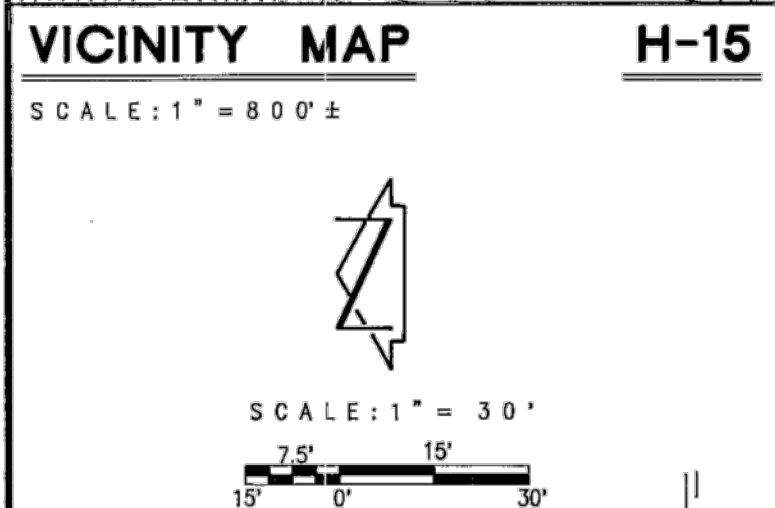 VICINITY MAP H-15
SCALE: 1" = 800' ±
N
SCALE: 1" = 30'
7.5' 15'
15' 0' 30'